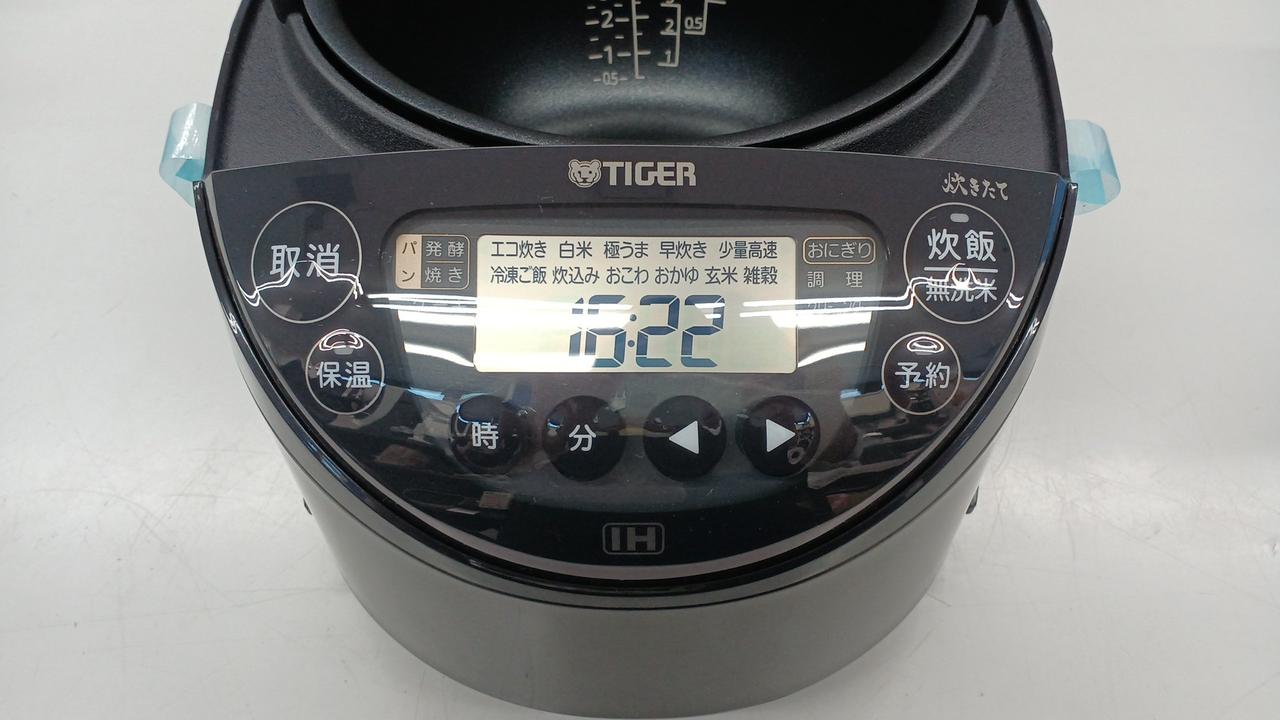 2 2 0.5
1 1
0.5
TIGER
炊きたて
取消
パン 発酵 焼き
エコ炊き 白米 極うま 早炊き 少量高速
冷凍ご飯 炊込み おこわ おかゆ 玄米 雑穀
16:22
おにぎり
調理
炊飯
無洗米
保温
予約
時 分
IH